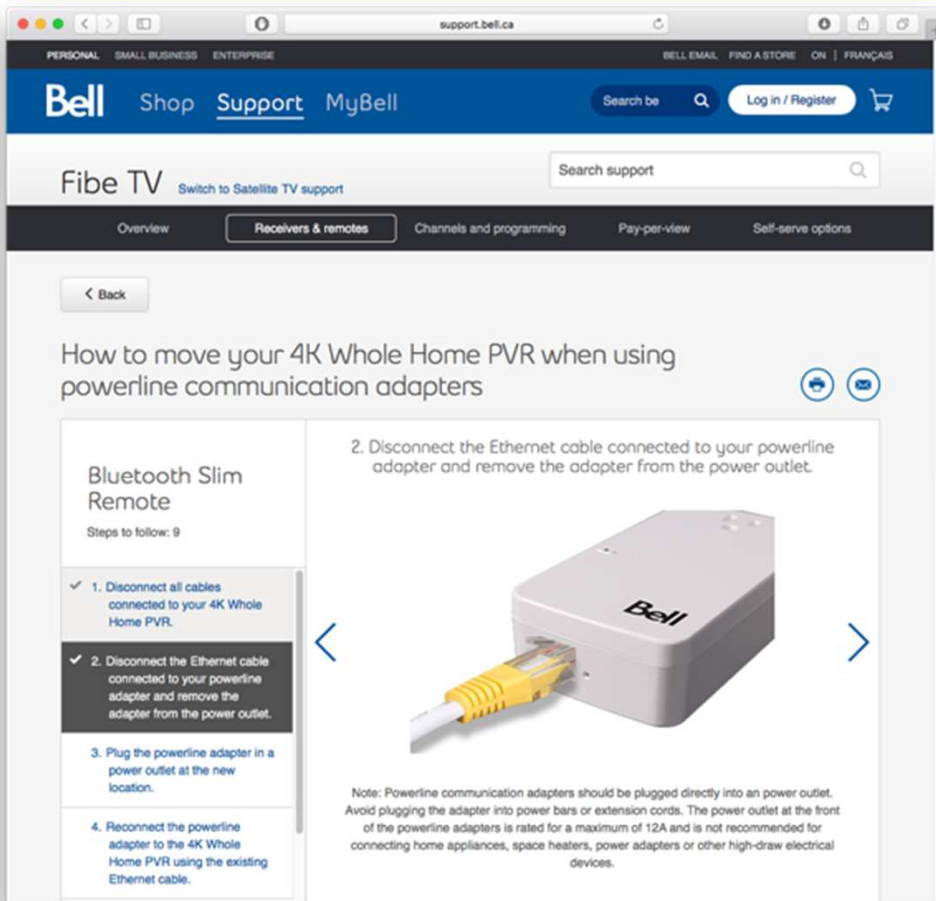 support.bell.ca
PERSONAL SMALL BUSINESS ENTERPRISE BELL EMAIL FIND A STORE ON | FRANÇAIS
Bell Shop Support MyBell Search be Log in / Register
Fibe TV Switch to Satellite TV support Search support
Overview Receivers & remotes Channels and programming Pay-per-view Self-serve options
Back
How to move your 4K Whole Home PVR when using
powerline communication adapters
Bluetooth Slim
Remote
Steps to follow: 9
1. Disconnect all cables
connected to your 4K Whole
Home PVR.
2. Disconnect the Ethernet cable
connected to your powerline
adapter and remove the
adapter from the power outlet.
3. Plug the powerline adapter in a
power outlet at the new
location.
4. Reconnect the powerline
adapter to the 4K Whole
Home PVR using the existing
Ethernet cable.
2. Disconnect the Ethernet cable connected to your powerline
adapter and remove the adapter from the power outlet.
Bell
Note: Powerline communication adapters should be plugged directly into an power outlet.
Avoid plugging the adapter into power bars or extension cords. The power outlet at the front
of the powerline adapters is rated for a maximum of 12A and is not recommended for
connecting home appliances, space heaters, power adapters or other high-draw electrical
devices.